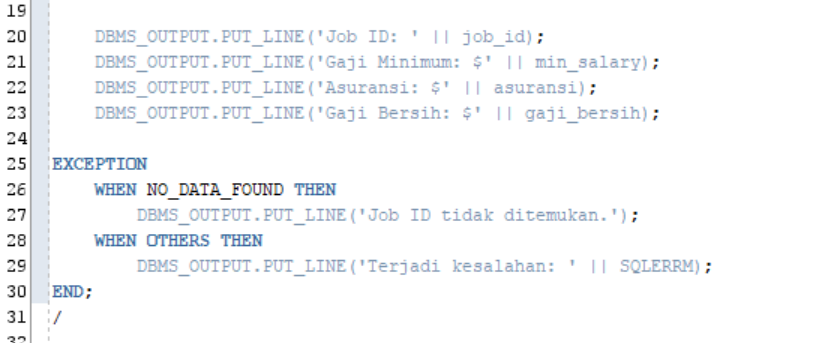 19
20 DBMS_OUTPUT.PUT_LINE('Job ID: ' || job_id);
21 DBMS_OUTPUT.PUT_LINE('Gaji Minimum: $' || min_salary);
22 DBMS_OUTPUT.PUT_LINE('Asuransi: $' || asuransi);
23 DBMS_OUTPUT.PUT_LINE('Gaji Bersih: $' || gaji_bersih);
24
25 EXCEPTION
26 WHEN NO_DATA_FOUND THEN
27 DBMS_OUTPUT.PUT_LINE('Job ID tidak ditemukan.');
28 WHEN OTHERS THEN
29 DBMS_OUTPUT.PUT_LINE('Terjadi kesalahan: ' || SQLERRM);
30 END;
31 /
32